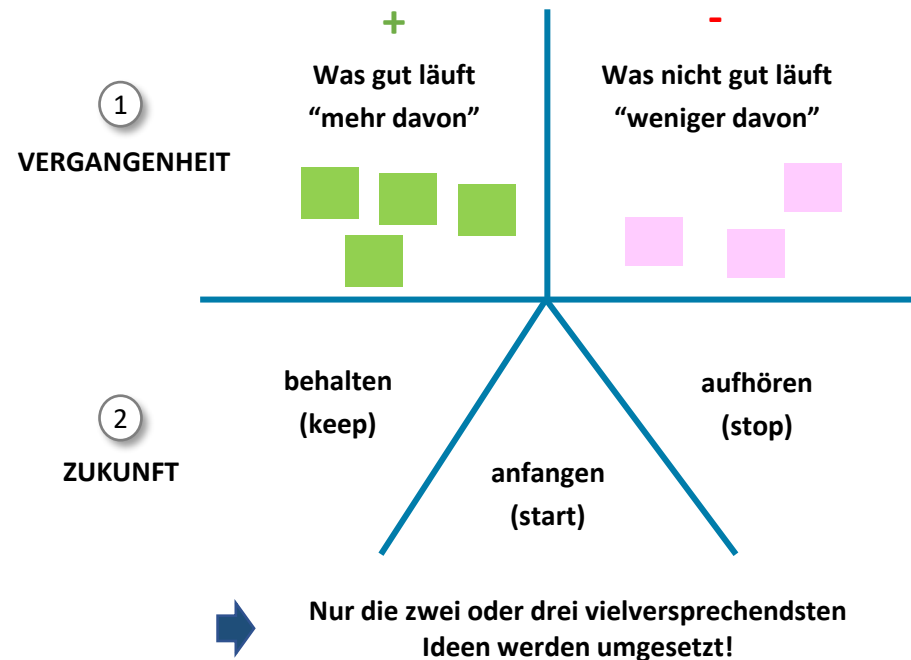 +
-
Was gut läuft
“mehr davon”
Was nicht gut läuft
“weniger davon”
1
VERGANGENHEIT
behalten
(keep)
aufhören
(stop)
2
ZUKUNFT
anfangen
(start)
Nur die zwei oder drei vielversprechendsten
Ideen werden umgesetzt!